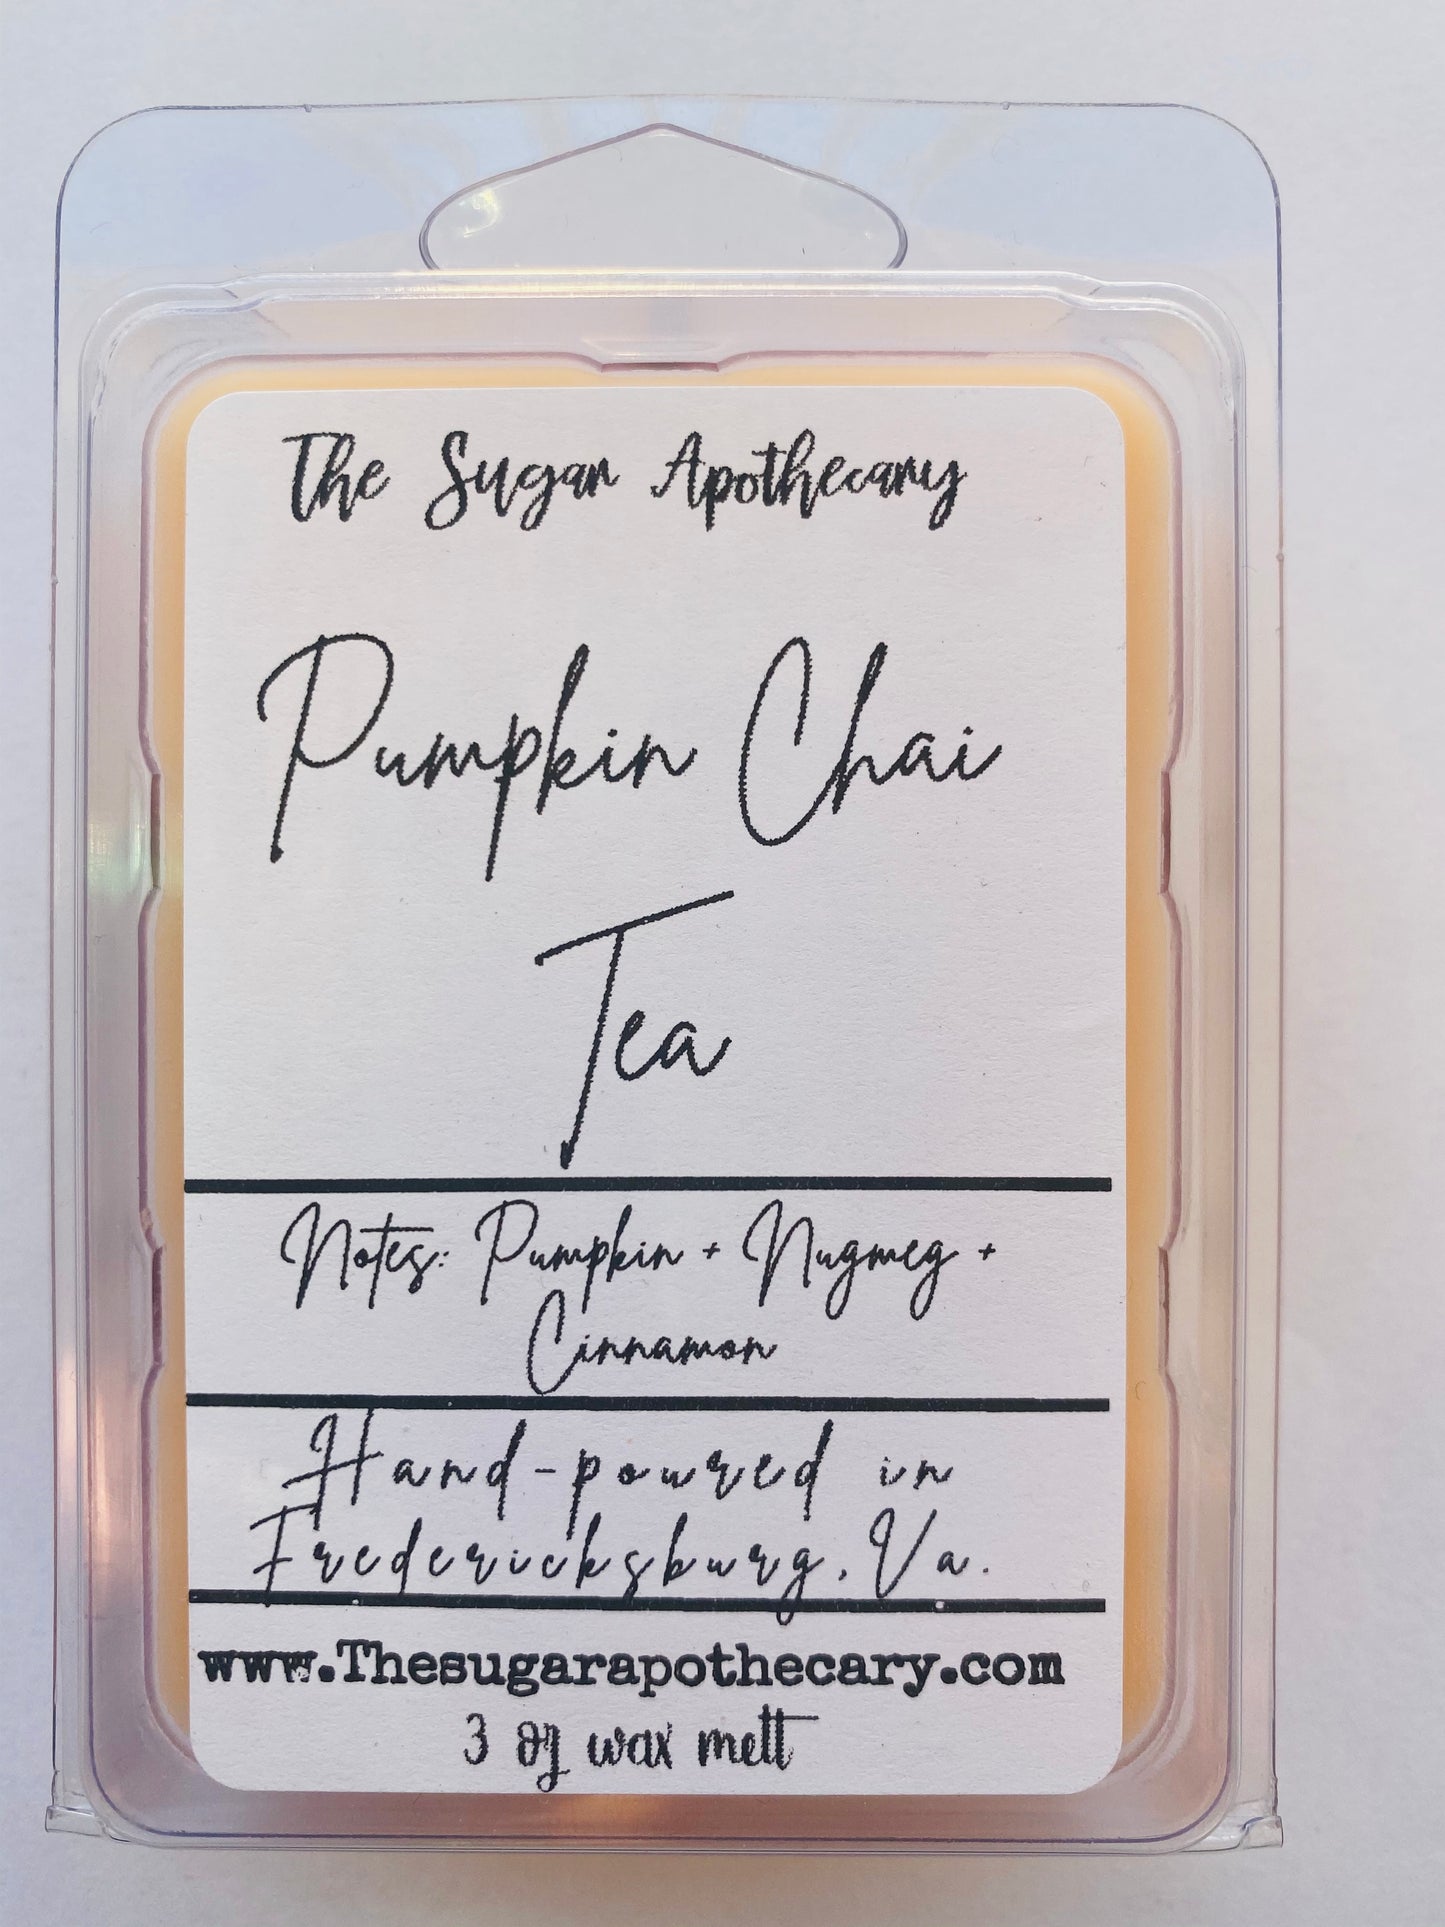 The Sugar Apothecary
Pumpkin Chai
Tea
Notes: Pumpkin + Nugmeg +
Cinnamon
Hand-poured in
Fredericksburg, Va.
www.Thesugarapothecary.com
3 oz wax melt